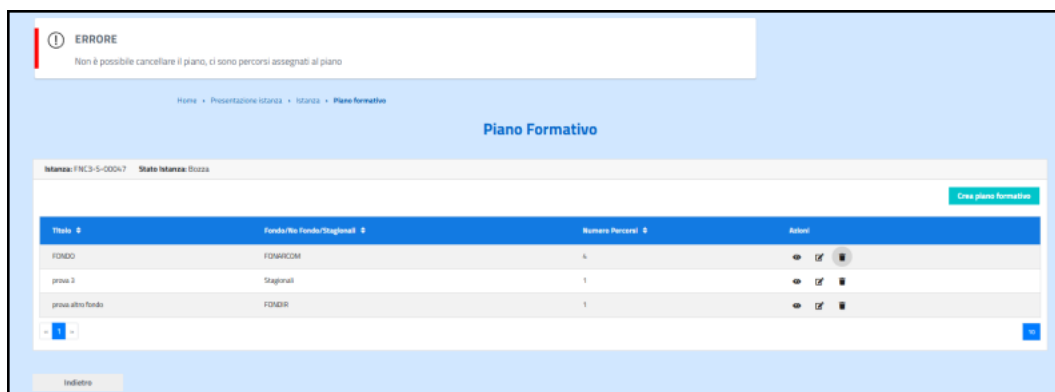 ERRORE
Non è possibile cancellare il piano, ci sono percorsi assegnati al piano
Home › Presentazione istanza › Istanza › Piano formativo
Piano Formativo
Istanza: FNC3-S-00047 Stato Istanza: Bozza
Crea piano formativo
Titolo Fondo/No Fondo/Stagionali Numero Percorsi Azioni
FONDO FONARCOM 4
prova 3 Stagionali 1
prova altro fondo FONDIR 1
« 1 » 10
Indietro